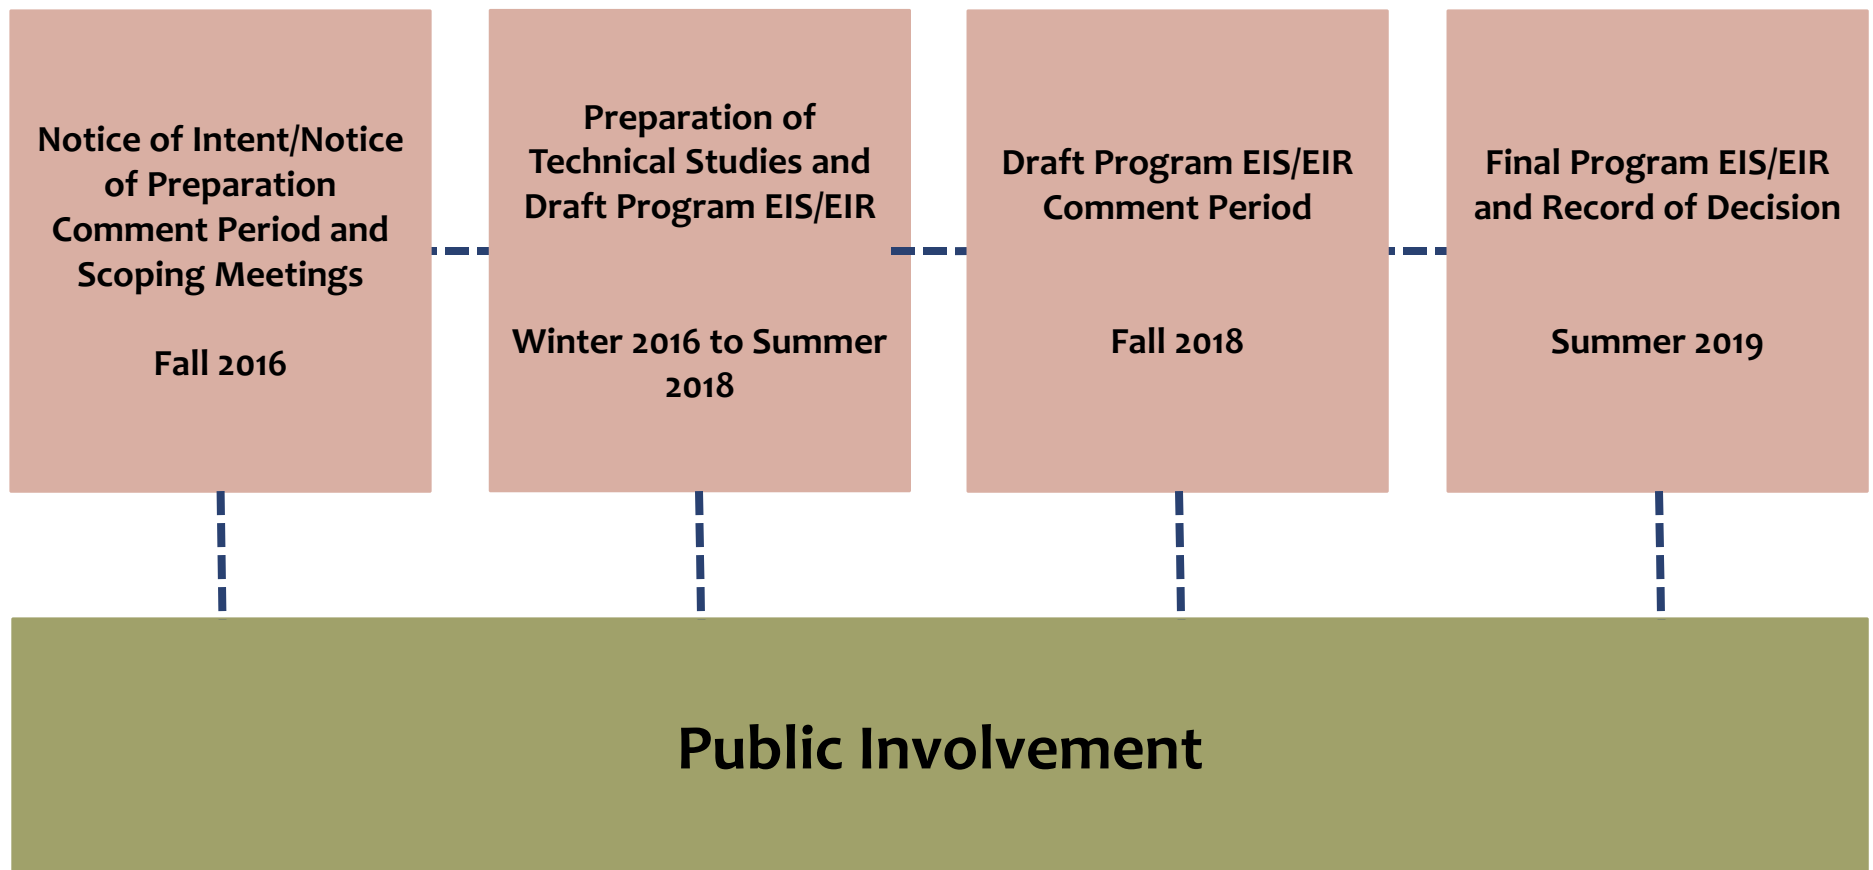 Notice of Intent/Notice
of Preparation
Comment Period and
Scoping Meetings
Fall 2016
Preparation of
Technical Studies and
Draft Program EIS/EIR
Winter 2016 to Summer
2018
Draft Program EIS/EIR
Comment Period
Fall 2018
Final Program EIS/EIR
and Record of Decision
Summer 2019
Public Involvement